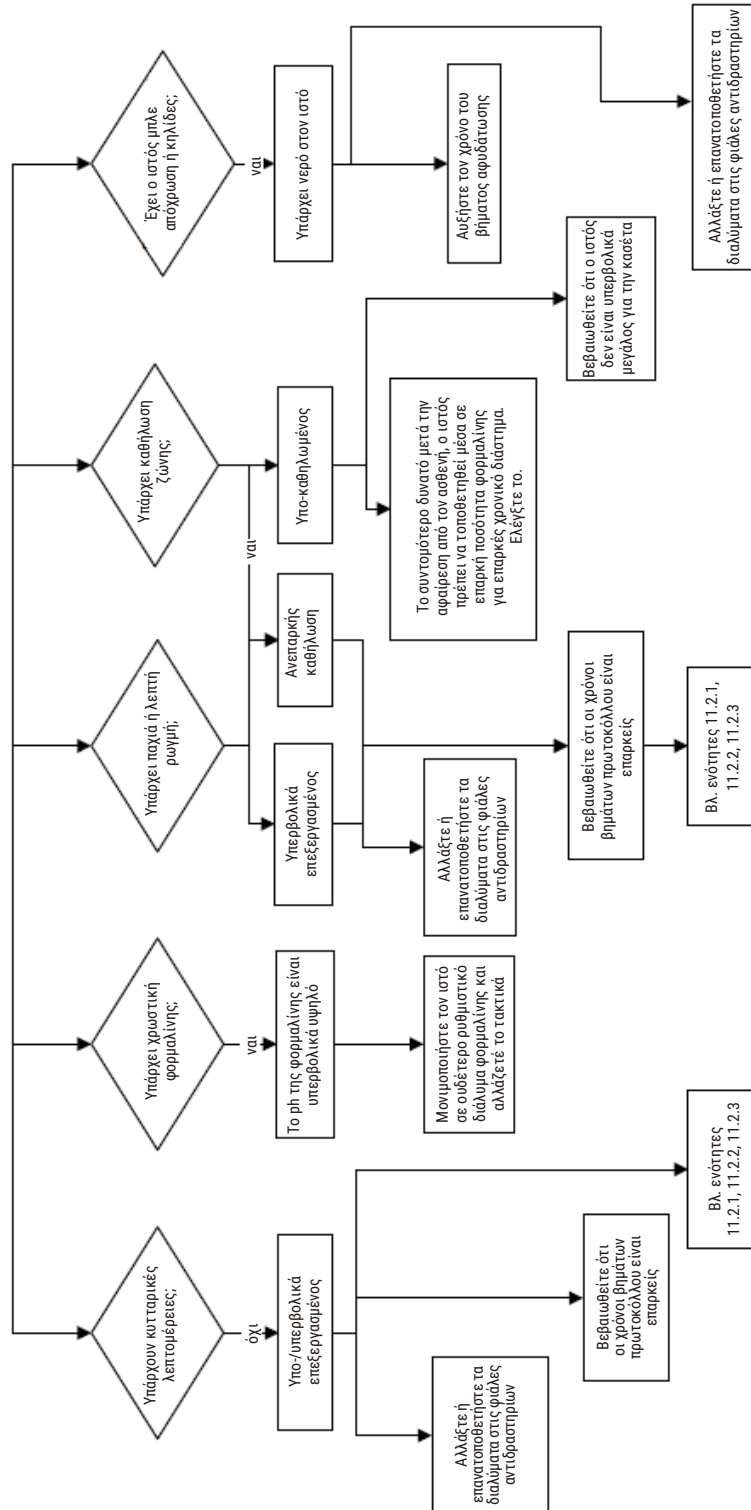 Υπάρχουν κυτταρικές
λεπτομέρειες;
όχι
Υπο-/υπερβολικά
επεξεργασμένος
Αλλάξτε ή
επανατοποθετήστε τα
διαλύματα στις φιάλες
αντιδραστηρίων
Βεβαιωθείτε ότι
οι χρόνοι βημάτων
πρωτοκόλλου είναι
επαρκείς
Βλ. ενότητες
11.2.1, 11.2.2, 11.2.3
Υπάρχει χρωστική
φορμαλίνης;
ναι
Το ph της φορμαλίνης είναι
υπερβολικά υψηλό
Μονιμοποιήστε τον ιστό
σε ουδέτερο ρυθμιστικό
διάλυμα φορμαλίνης και
αλλάζετέ το τακτικά
Υπάρχει παχιά ή λεπτή
ρωγμή;
Υπερβολικά
επεξεργασμένος
Ανεπαρκής
καθήλωση
Αλλάξτε ή
επανατοποθετήστε τα
διαλύματα στις φιάλες
αντιδραστηρίων
Βεβαιωθείτε ότι οι χρόνοι
βημάτων πρωτοκόλλου είναι
επαρκείς
Βλ. ενότητες 11.2.1,
11.2.2, 11.2.3
Υπάρχει καθήλωση
ζώνης;
ναι
Υπο-καθηλωμένος
Το συντομότερο δυνατό μετά την
αφαίρεση από τον ασθενή, ο ιστός
πρέπει να τοποθετηθεί μέσα σε
επαρκή ποσότητα φορμαλίνης
για επαρκές χρονικό διάστημα.
Ελέγξτε το.
Βεβαιωθείτε ότι ο ιστός
δεν είναι υπερβολικά
μεγάλος για την κασέτα
Έχει ο ιστός μπλε
απόχρωση ή κηλίδες;
ναι
Υπάρχει νερό στον ιστό
Αυξήστε τον χρόνο του
βήματος αφυδάτωσης
Αλλάξτε ή επανατοποθετήστε τα
διαλύματα στις φιάλες αντιδραστηρίων